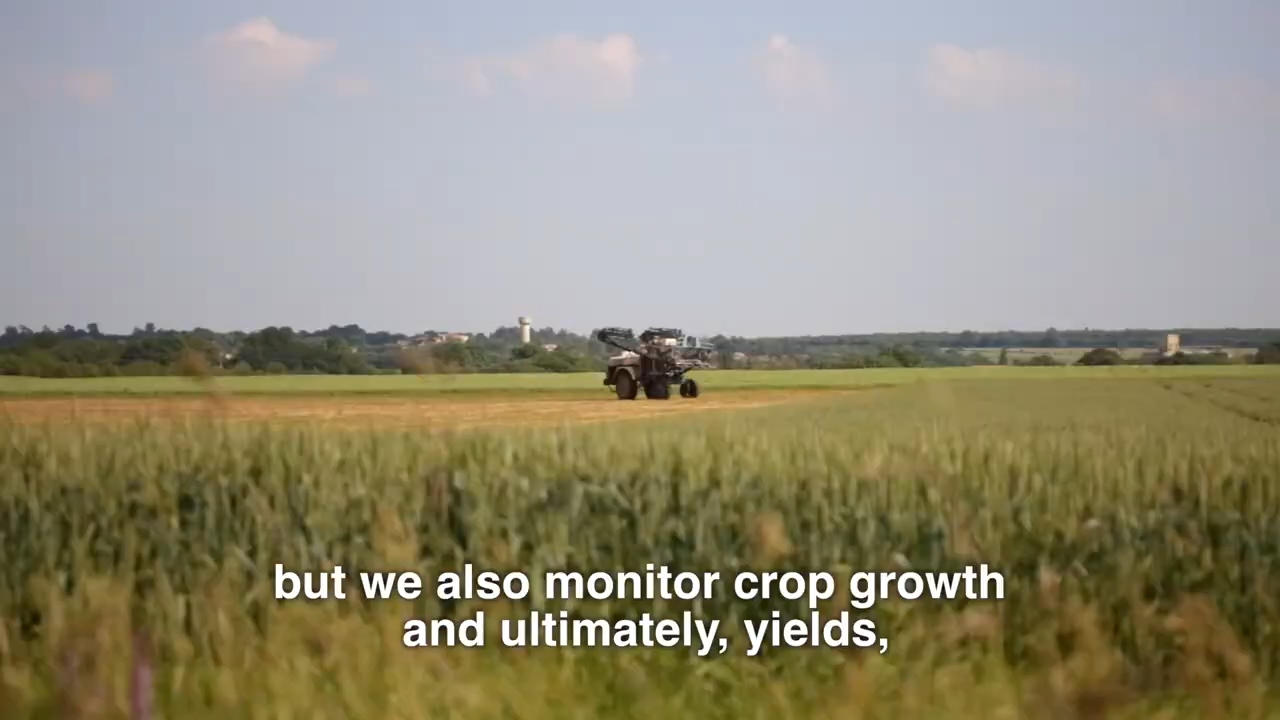 but we also monitor crop growth
and ultimately, yields,